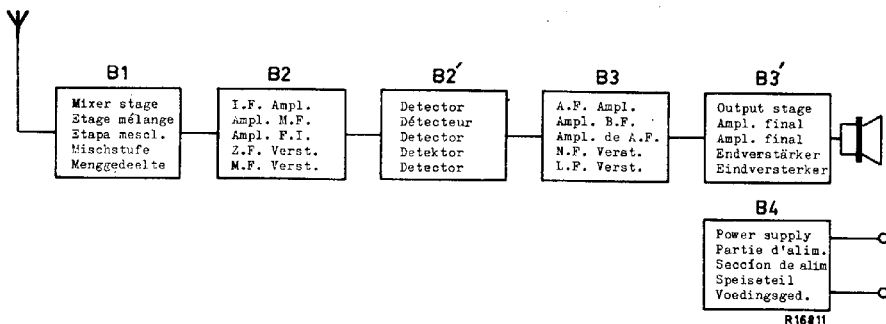 B1
Mixer stage
Etage mélange
Etapa mescl.
Mischstufe
Menggedeelte
B2
I.F. Ampl.
Ampl. M.F.
Ampl. F.I.
Z.F. Verst.
M.F. Verst.
B2'
Detector
Détecteur
Detector
Detektor
Detector
B3
A.F. Ampl.
Ampl. B.F.
Ampl. de A.F.
N.F. Verst.
L.F. Verst.
B3'
Output stage
Ampl. final
Ampl. final
Endverstärker
Eindversterker
B4
Power supply
Partie d'alim.
Sección de alim
Speiseteil
Voedingsged.
R16811